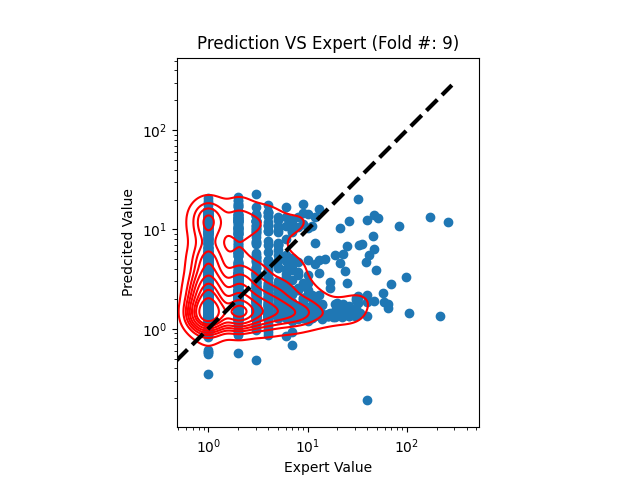 Prediction VS Expert (Fold #: 9)
Predcited Value
10²
10¹
10⁰
10⁰ 10¹ 10²
Expert Value